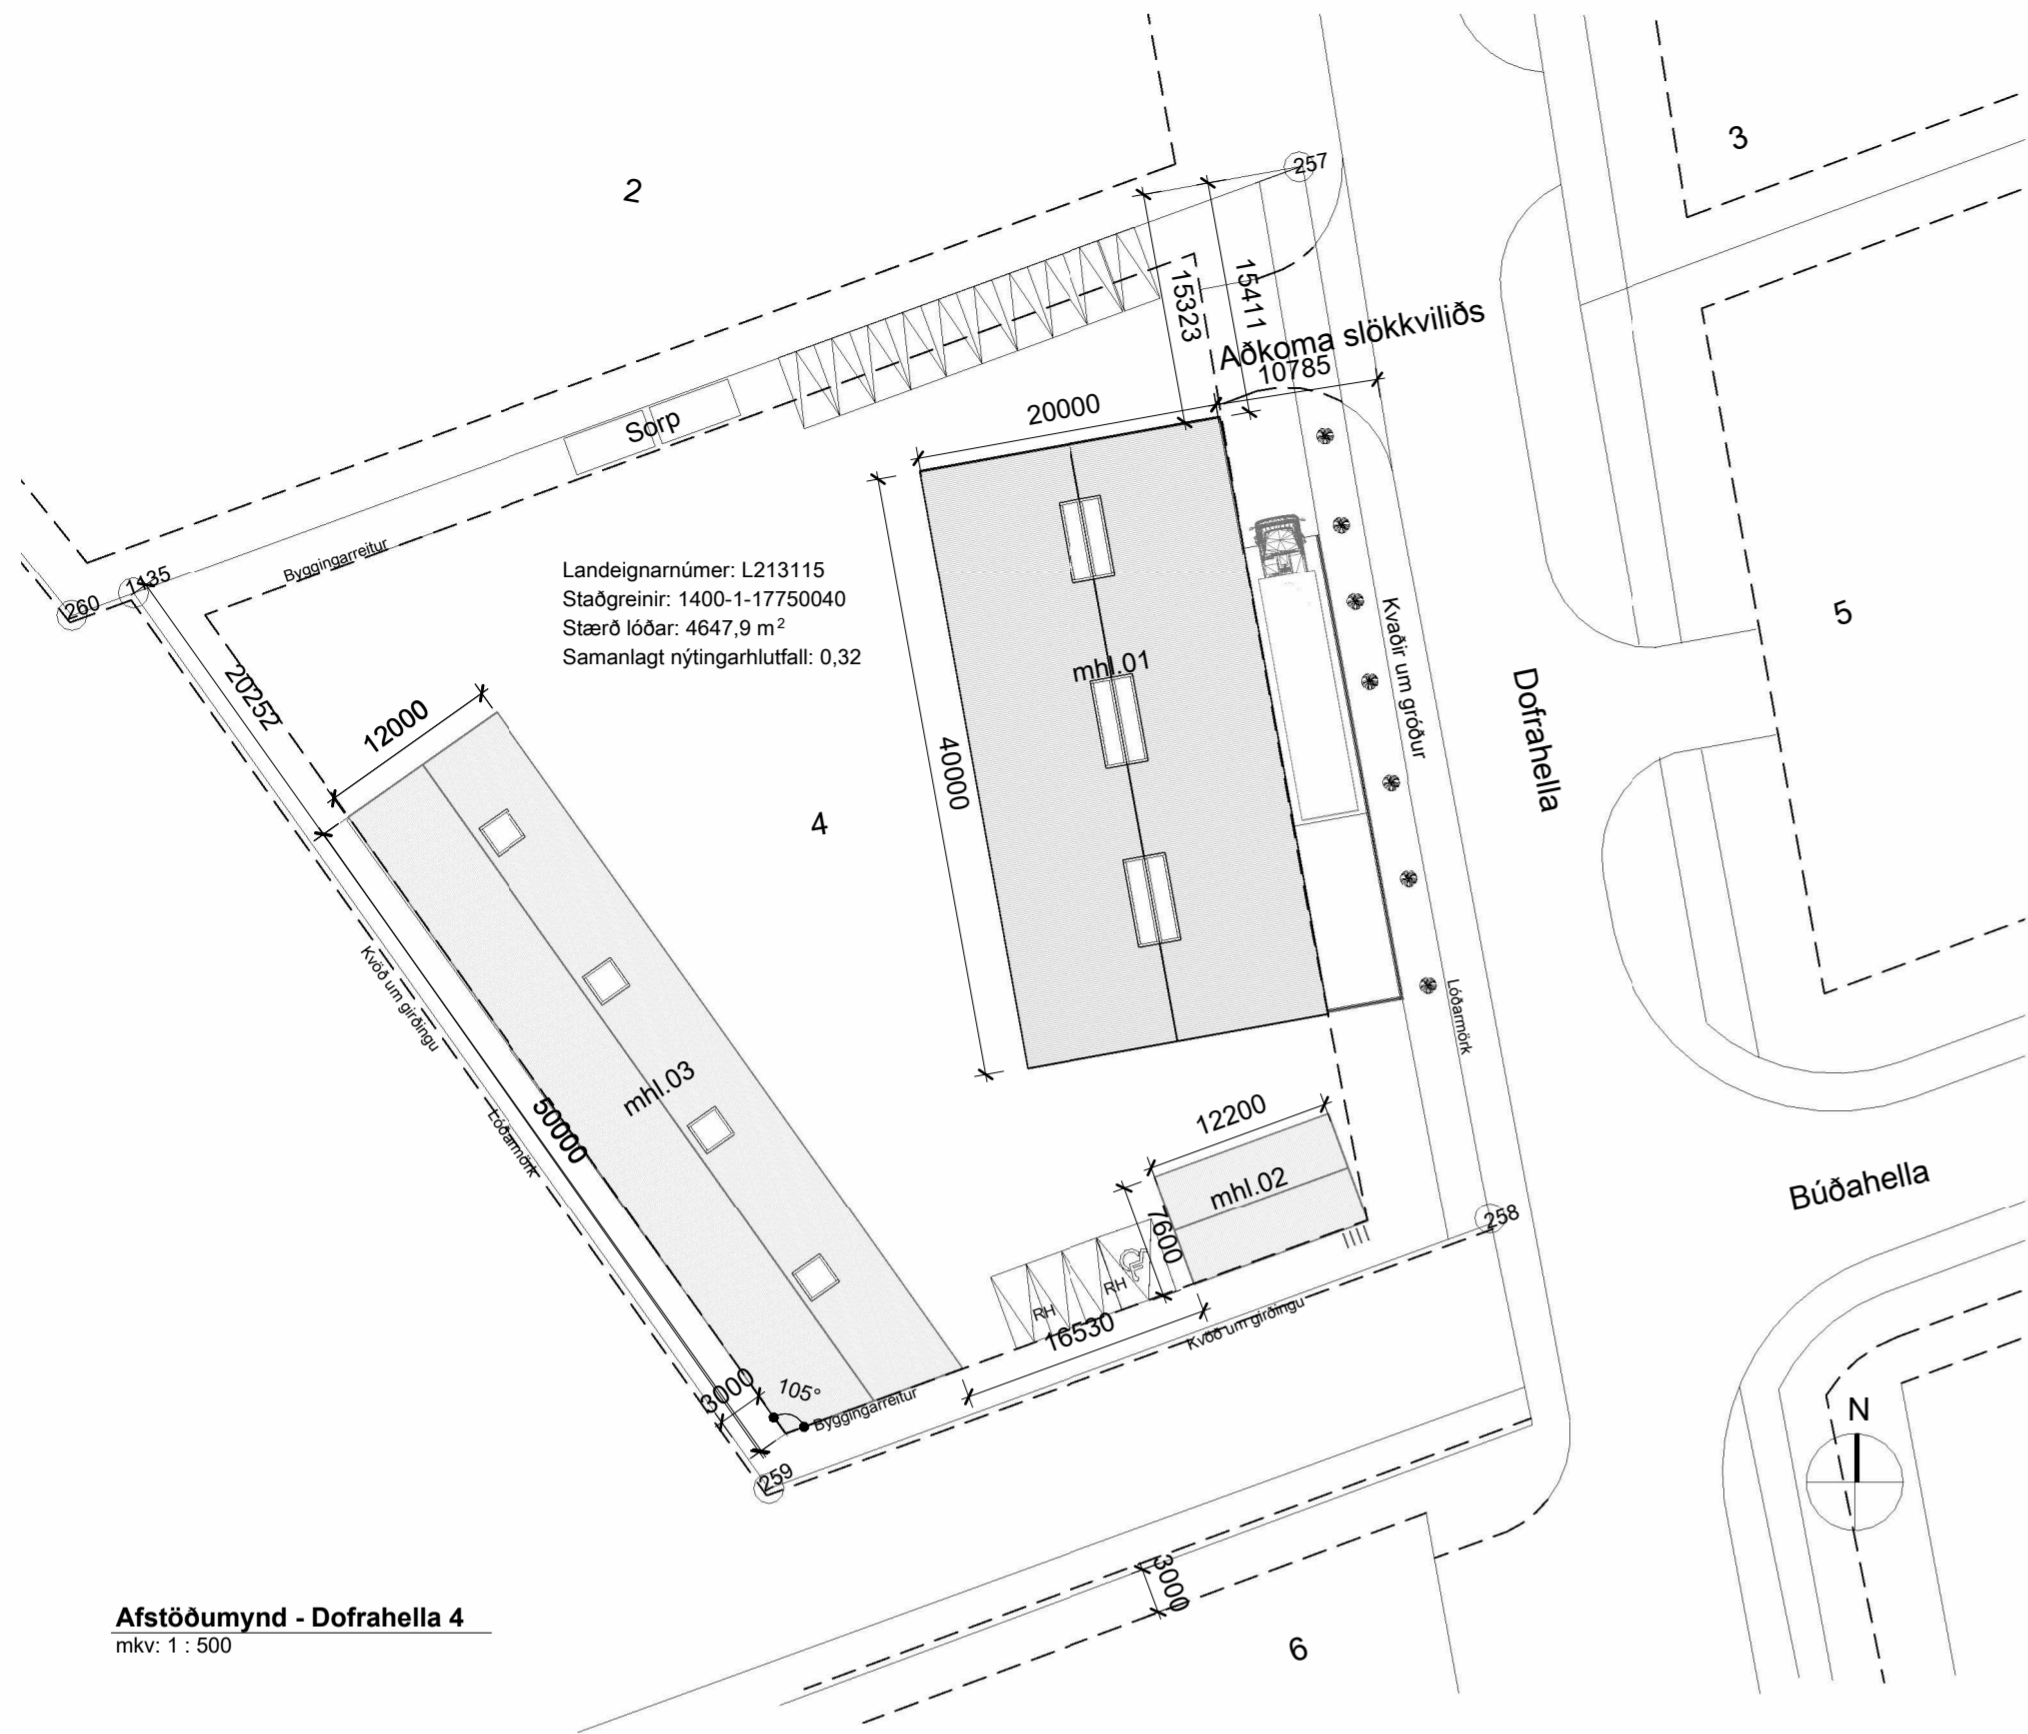 2
257
3
15323
15411
Aðkoma slökkviliðs
10785
20000
Sorp
Byggingarreitur
1135
260
Landeignarnúmer: L213115
Staðgreinir: 1400-1-17750040
Stærð lóðar: 4647,9 m²
Samanlagt nýtingarhlutfall: 0,32
5
Kvaðir um gróður
mhl.01
20252
12000
Dofrahella
40000
4
Kvöð um girðingu
Lóðarmörk
mhl.03
50000
Lóðarmörk
12200
mhl.02
7600
Búðahella
258
RH
RH
16530
Kvöð um girðingu
3000
105°
Byggingarreitur
N
259
3000
6
Afstöðumynd - Dofrahella 4
mkv: 1 : 500